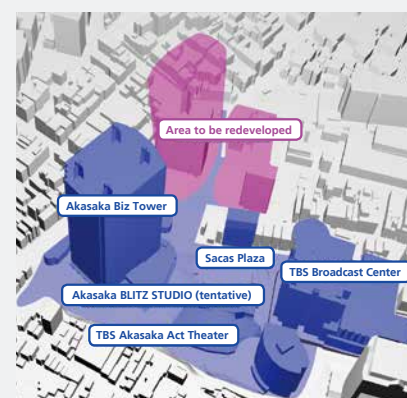 Area to be redeveloped
Akasaka Biz Tower
Sacas Plaza
TBS Broadcast Center
Akasaka BLITZ STUDIO (tentative)
TBS Akasaka Act Theater